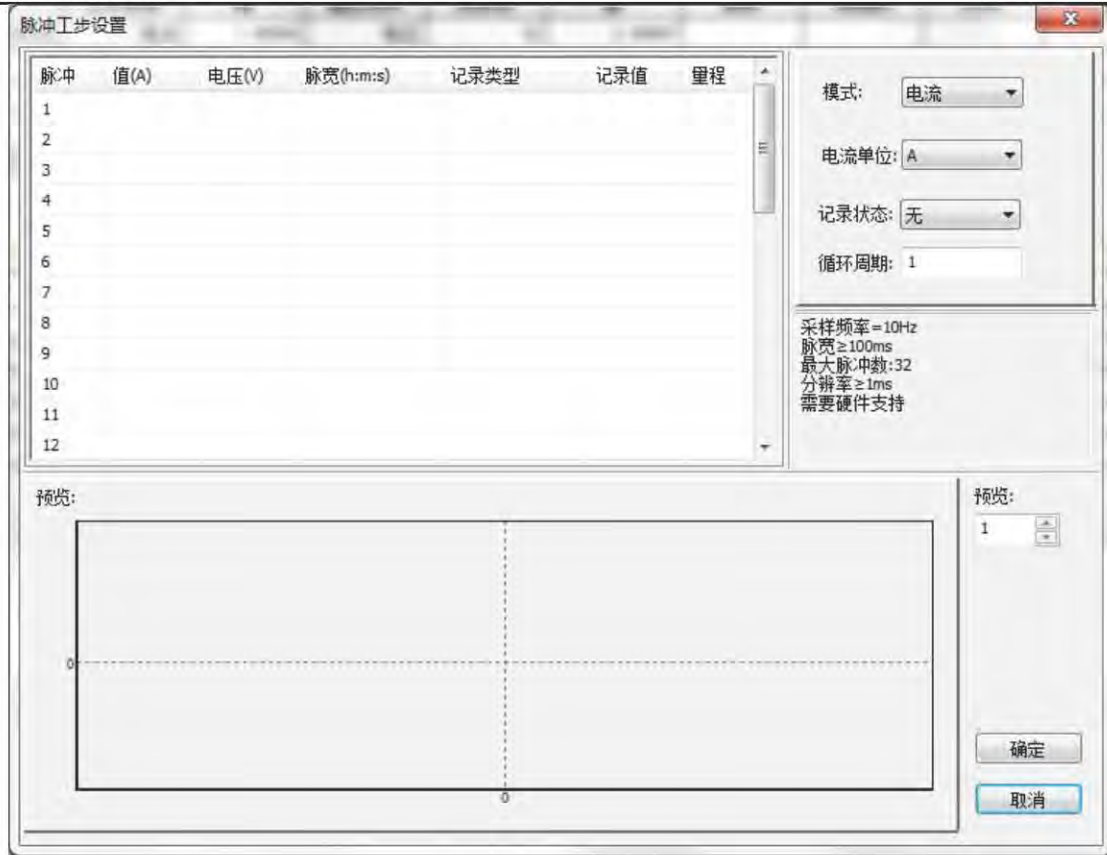 脉冲工步设置
脉冲 值(A) 电压(V) 脉宽(h:m:s) 记录类型 记录值 量程
1
2
3
4
5
6
7
8
9
10
11
12
模式: 电流
电流单位: A
记录状态: 无
循环周期: 1
采样频率=10Hz
脉宽≥100ms
最大脉冲数:32
分辨率≥1ms
需要硬件支持
预览:
0
0
预览:
1
确定
取消